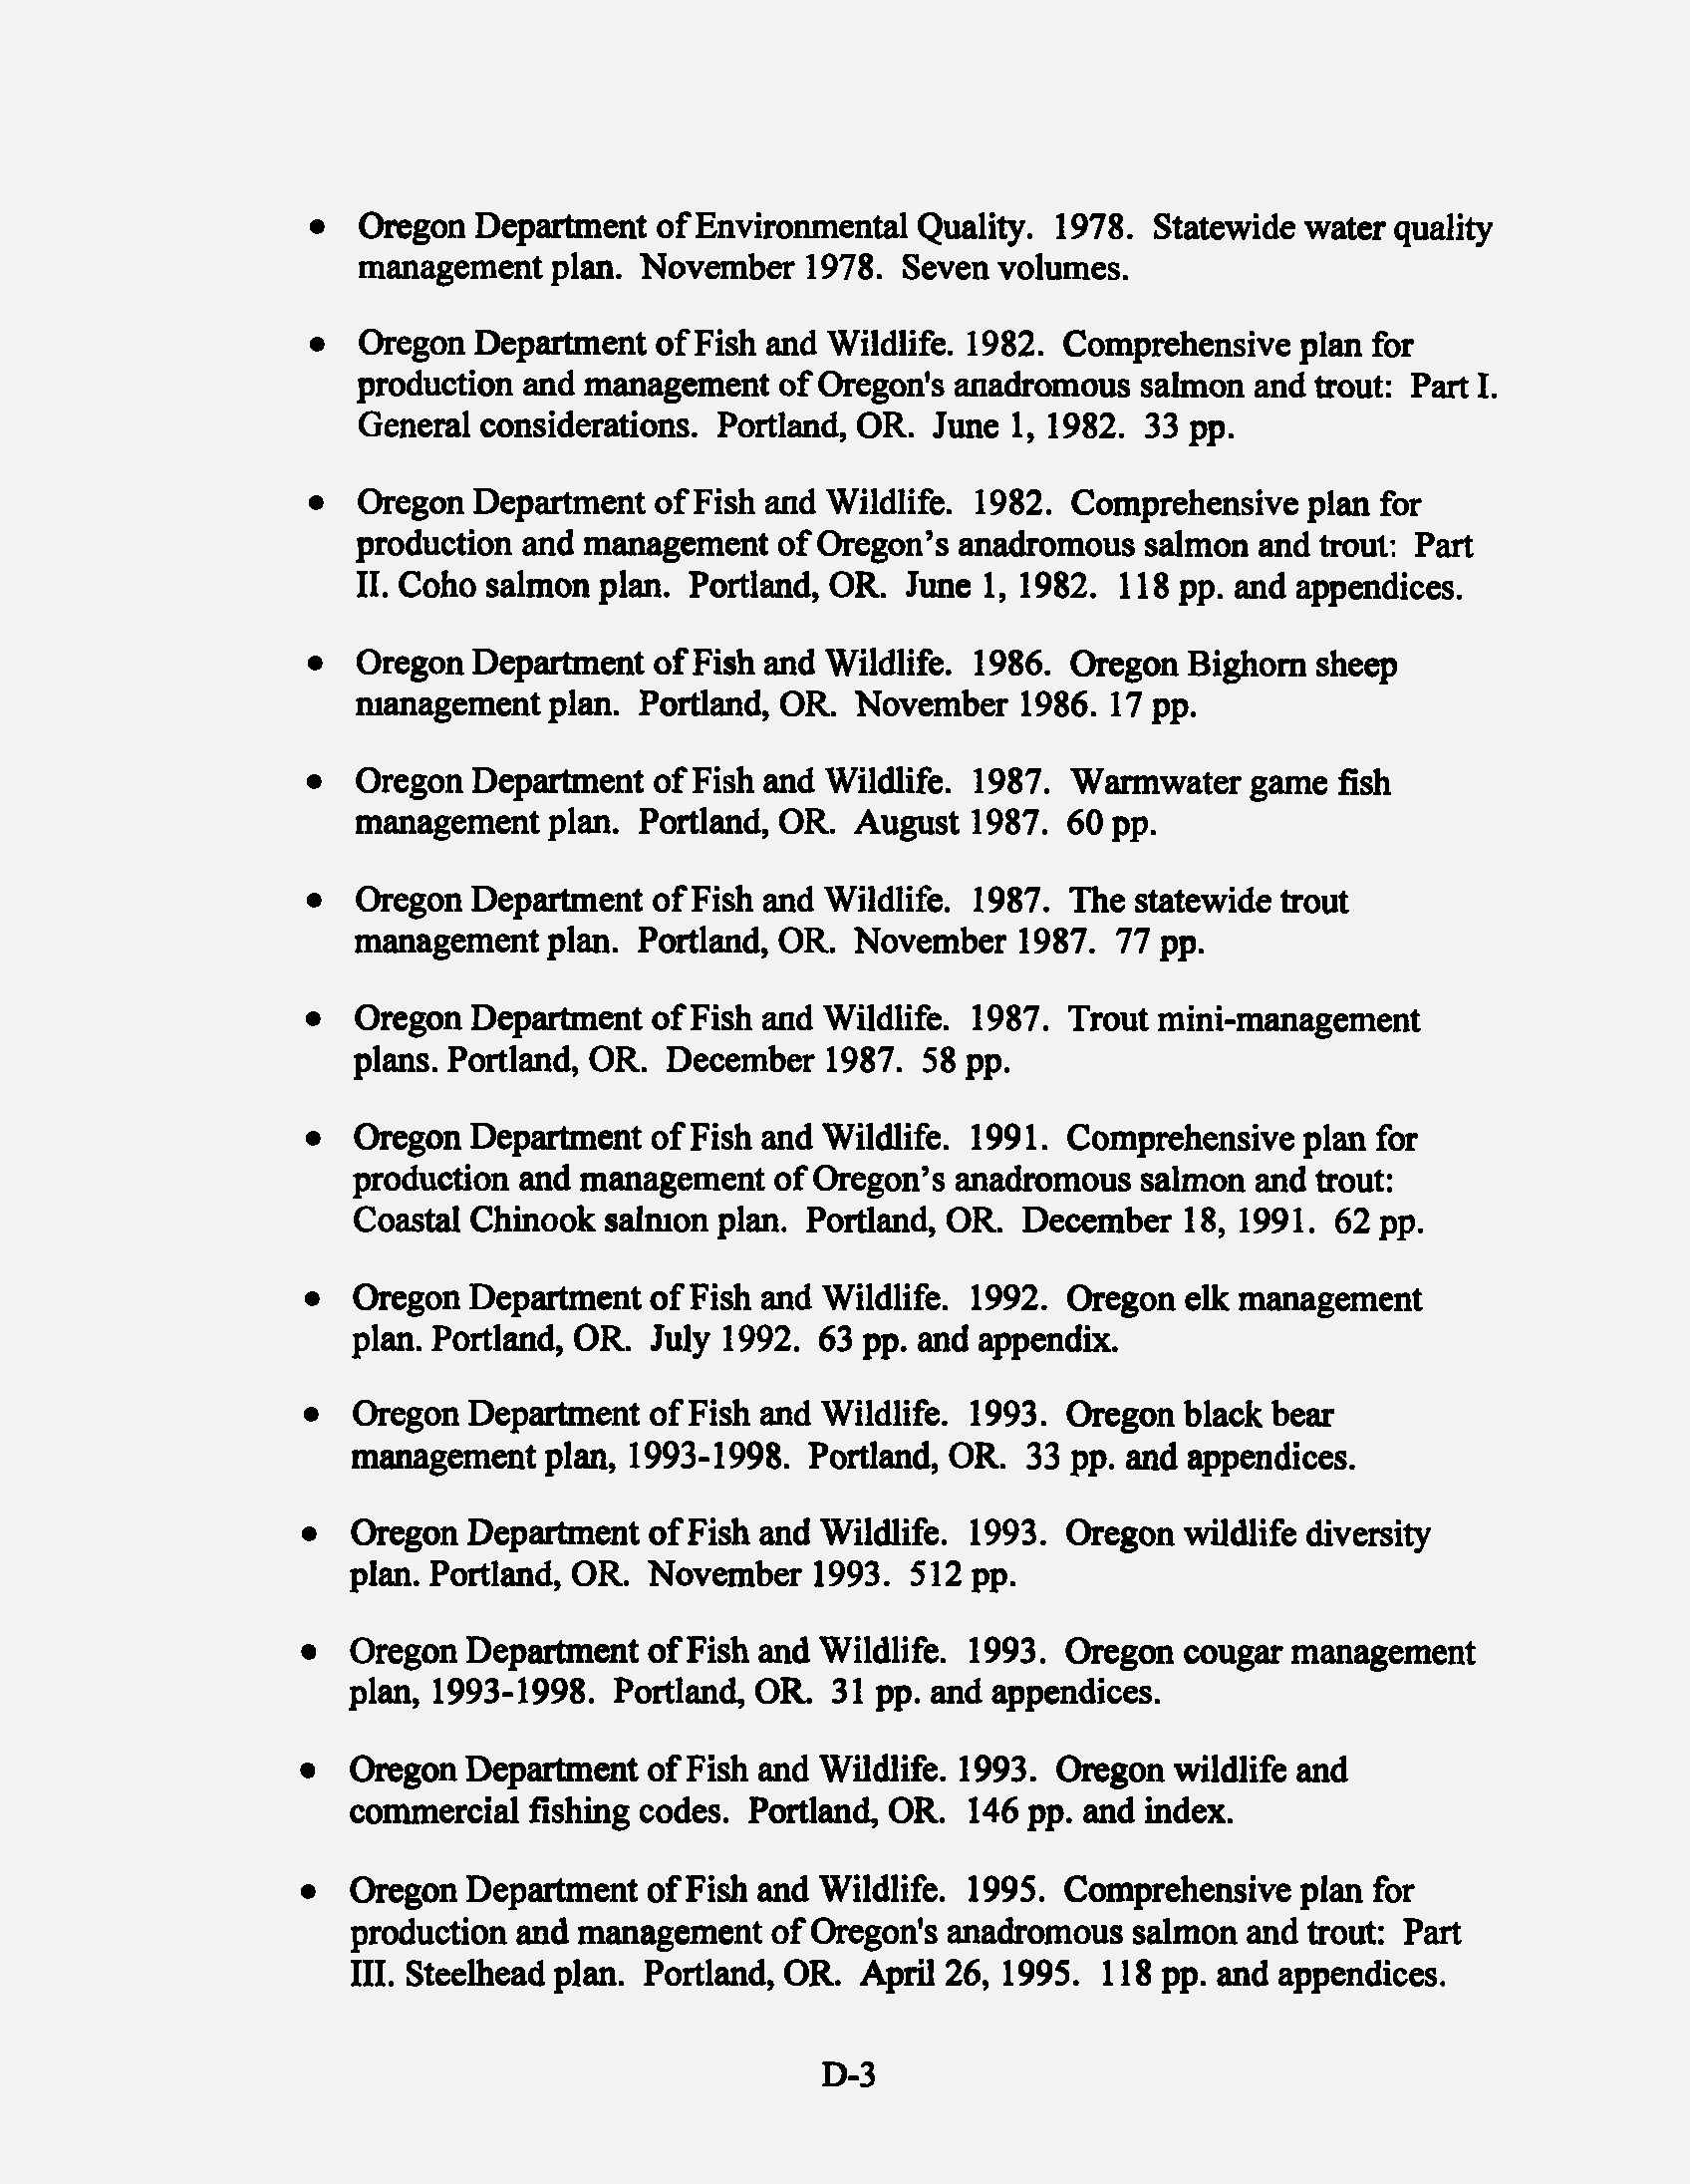 • Oregon Department of Environmental Quality. 1978. Statewide water quality
management plan. November 1978. Seven volumes.
• Oregon Department of Fish and Wildlife. 1982. Comprehensive plan for
production and management of Oregon's anadromous salmon and trout: Part I.
General considerations. Portland, OR. June 1, 1982. 33 pp.
• Oregon Department of Fish and Wildlife. 1982. Comprehensive plan for
production and management of Oregon’s anadromous salmon and trout: Part
II. Coho salmon plan. Portland, OR. June 1, 1982. 118 pp. and appendices.
• Oregon Department of Fish and Wildlife. 1986. Oregon Bighorn sheep
management plan. Portland, OR. November 1986. 17 pp.
• Oregon Department of Fish and Wildlife. 1987. Warmwater game fish
management plan. Portland, OR. August 1987. 60 pp.
• Oregon Department of Fish and Wildlife. 1987. The statewide trout
management plan. Portland, OR. November 1987. 77 pp.
• Oregon Department of Fish and Wildlife. 1987. Trout mini-management
plans. Portland, OR. December 1987. 58 pp.
• Oregon Department of Fish and Wildlife. 1991. Comprehensive plan for
production and management of Oregon’s anadromous salmon and trout:
Coastal Chinook salmon plan. Portland, OR. December 18, 1991. 62 pp.
• Oregon Department of Fish and Wildlife. 1992. Oregon elk management
plan. Portland, OR. July 1992. 63 pp. and appendix.
• Oregon Department of Fish and Wildlife. 1993. Oregon black bear
management plan, 1993-1998. Portland, OR. 33 pp. and appendices.
• Oregon Department of Fish and Wildlife. 1993. Oregon wildlife diversity
plan. Portland, OR. November 1993. 512 pp.
• Oregon Department of Fish and Wildlife. 1993. Oregon cougar management
plan, 1993-1998. Portland, OR. 31 pp. and appendices.
• Oregon Department of Fish and Wildlife. 1993. Oregon wildlife and
commercial fishing codes. Portland, OR. 146 pp. and index.
• Oregon Department of Fish and Wildlife. 1995. Comprehensive plan for
production and management of Oregon's anadromous salmon and trout: Part
III. Steelhead plan. Portland, OR. April 26, 1995. 118 pp. and appendices.
D-3